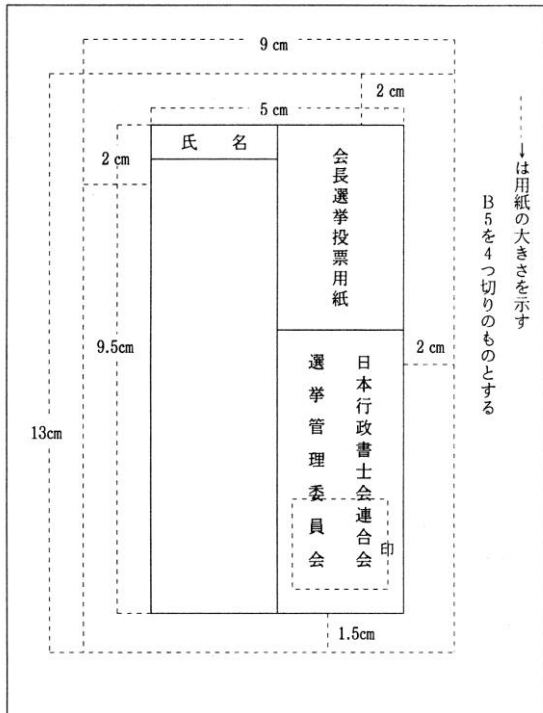 9 cm
2 cm
5 cm
氏 名
2 cm
9.5cm
13cm
会長選挙投票用紙
日本行政書士会連合会
選挙管理委員会
印
2 cm
1.5cm
は用紙の大きさを示す
B5を4つ切りのものとする